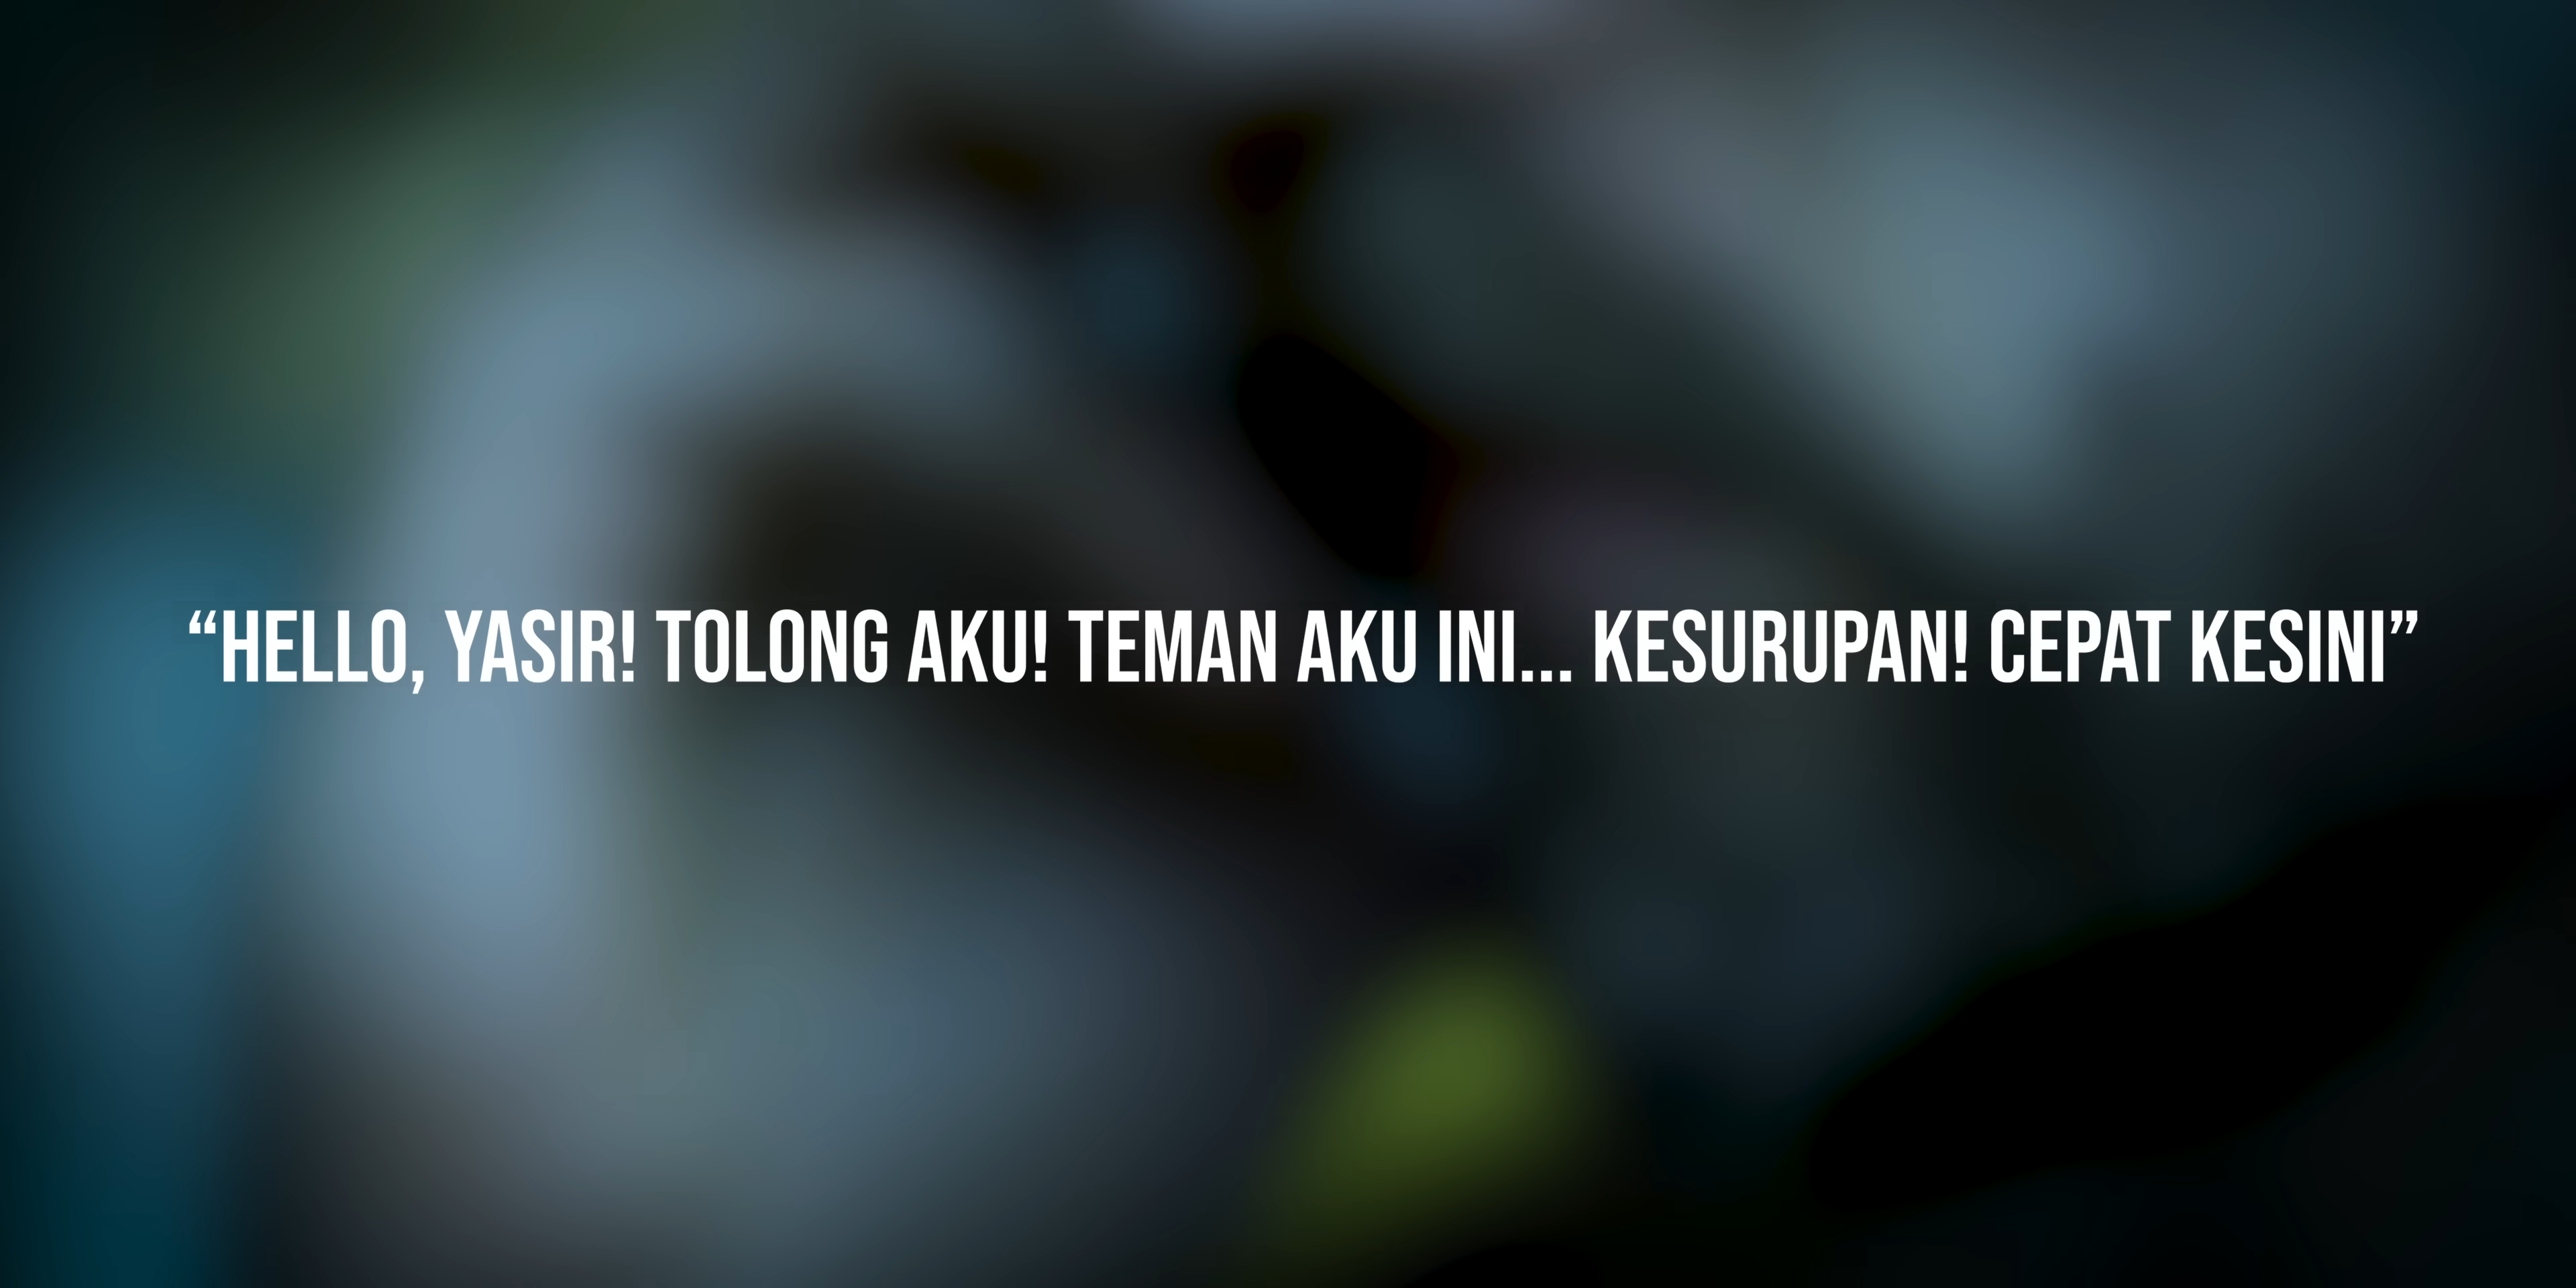 “HELLO, YASIR! TOLONG AKU! TEMAN AKU INI... KESURUPAN! CEPAT KESINI”